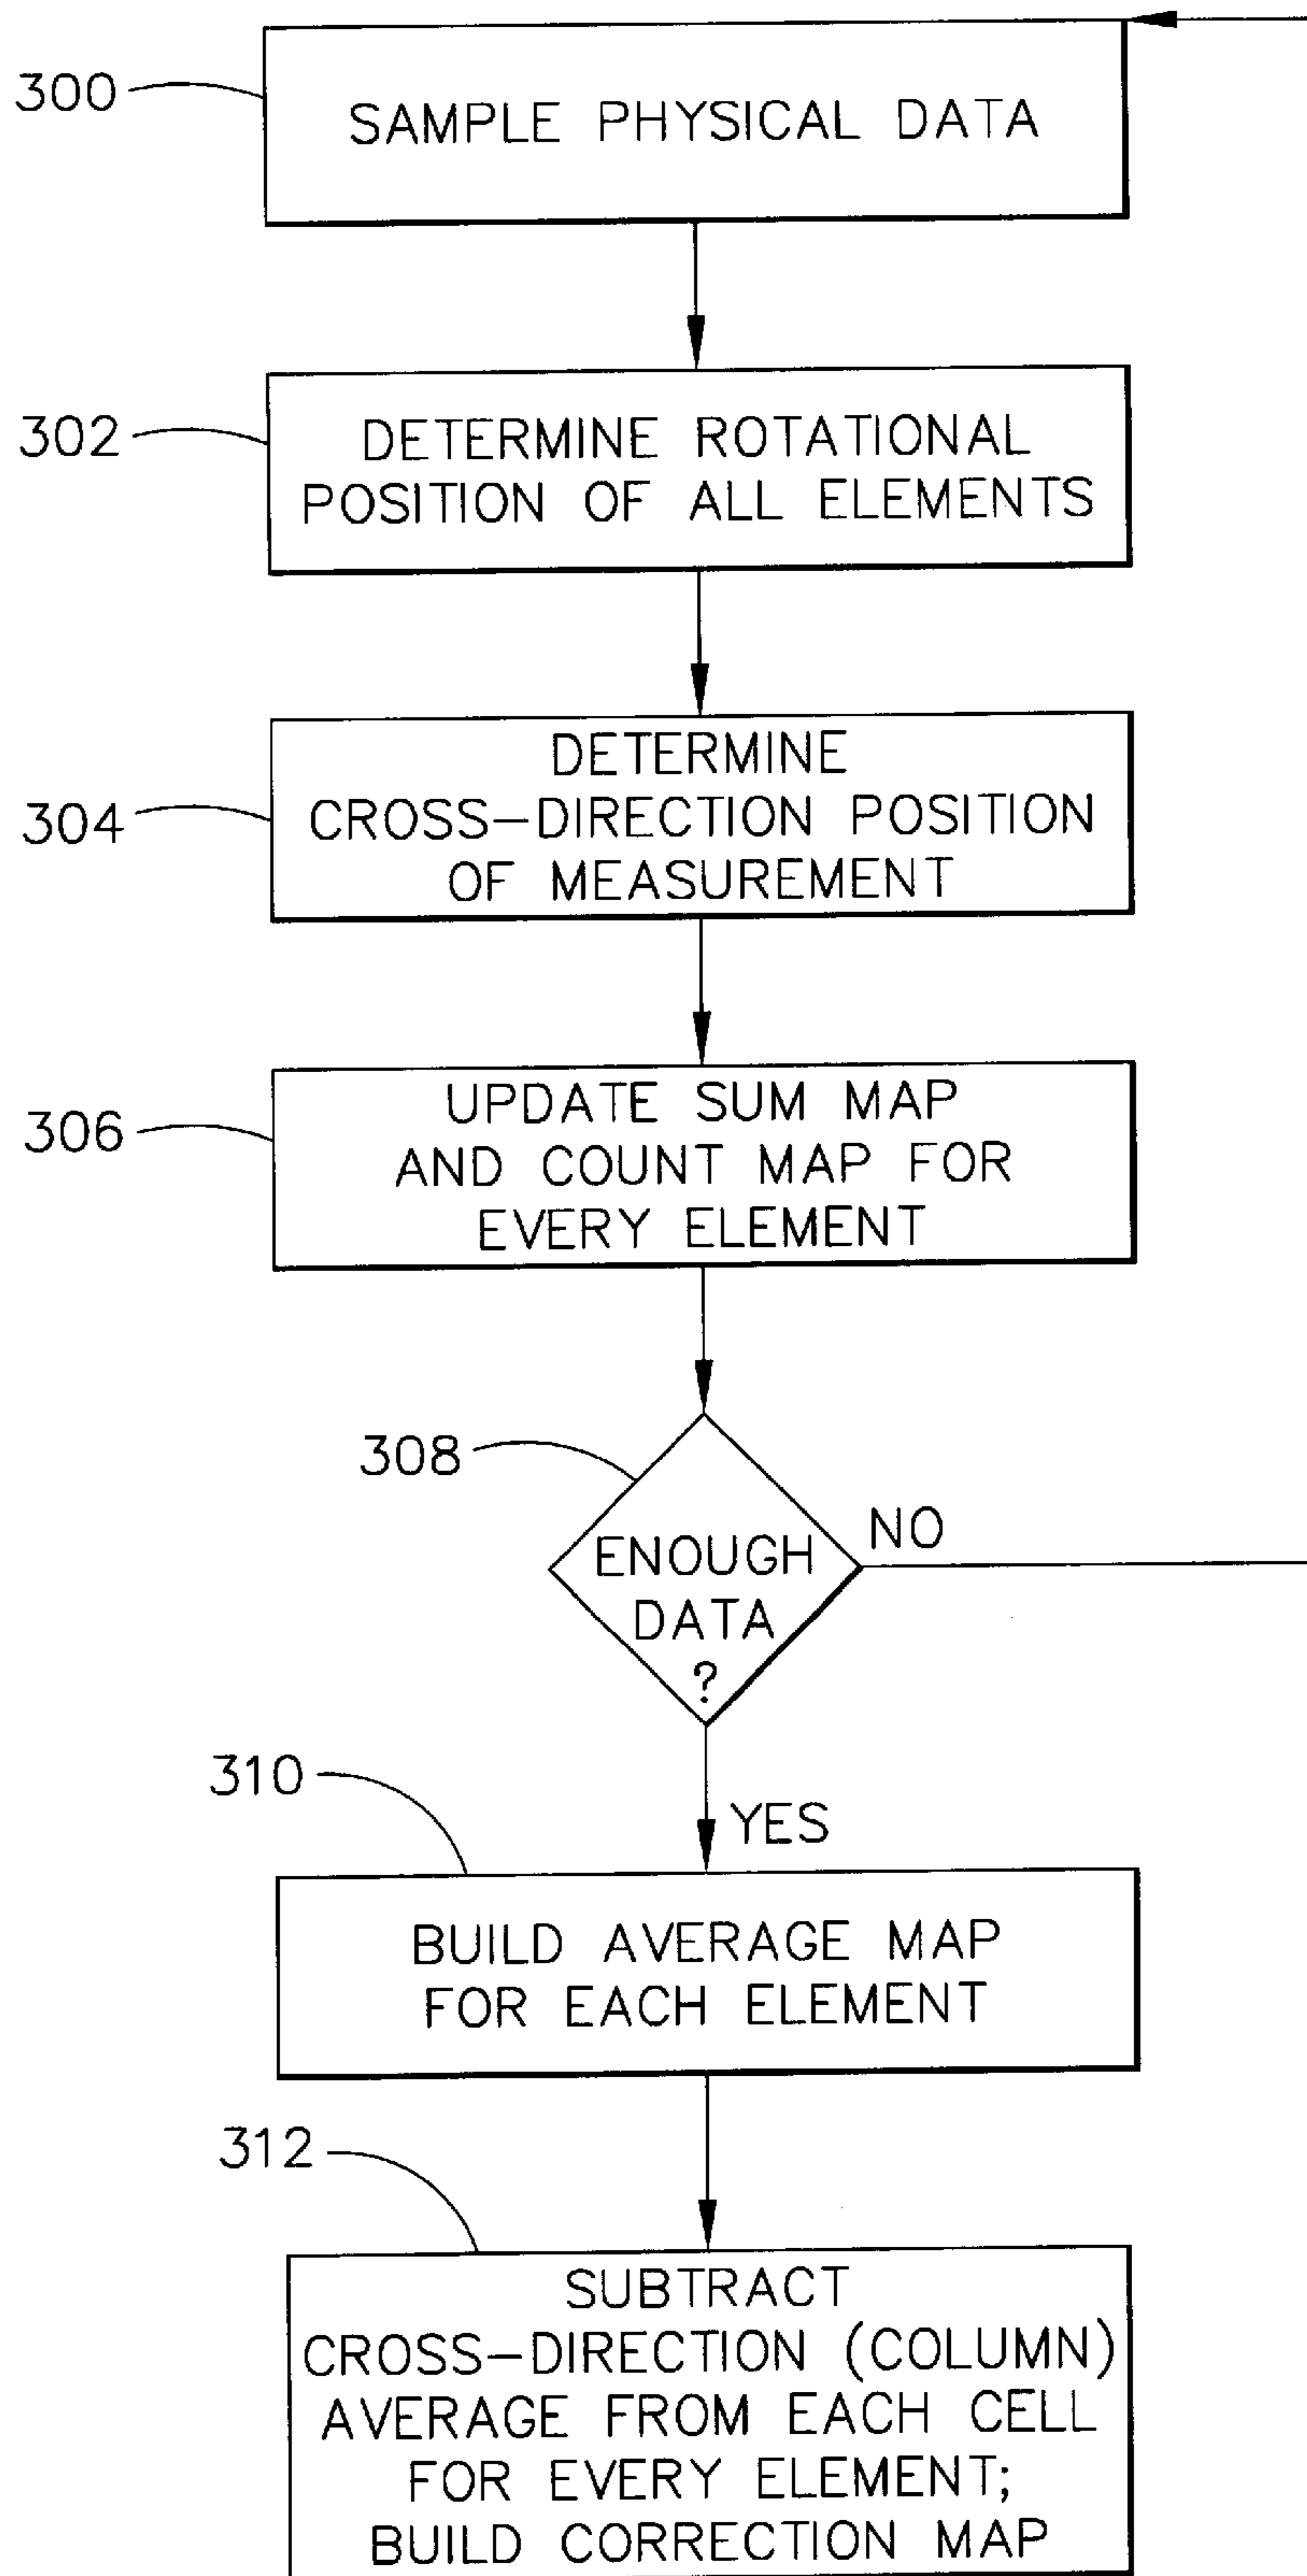 300
SAMPLE PHYSICAL DATA
302
DETERMINE ROTATIONAL
POSITION OF ALL ELEMENTS
304
DETERMINE
CROSS-DIRECTION POSITION
OF MEASUREMENT
306
UPDATE SUM MAP
AND COUNT MAP FOR
EVERY ELEMENT
308
ENOUGH
DATA
?
NO
YES
310
BUILD AVERAGE MAP
FOR EACH ELEMENT
312
SUBTRACT
CROSS-DIRECTION (COLUMN)
AVERAGE FROM EACH CELL
FOR EVERY ELEMENT;
BUILD CORRECTION MAP